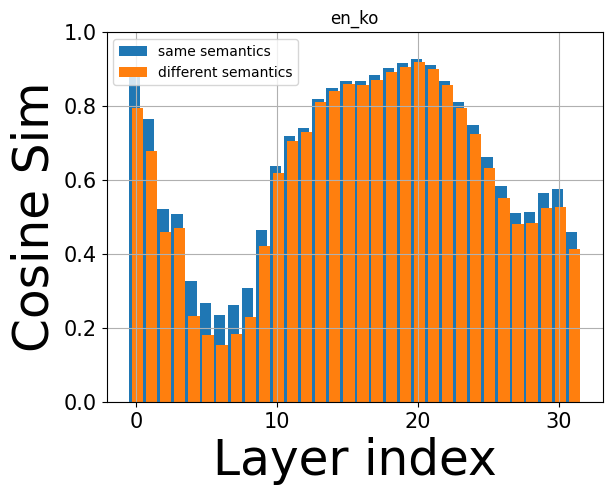 en_ko
same semantics
different semantics
Cosine Sim
1.0
0.8
0.6
0.4
0.2
0.0
0 10 20 30
Layer index